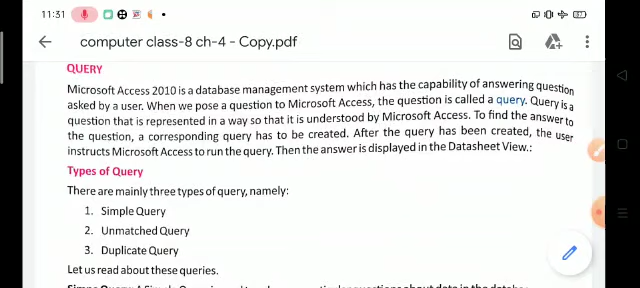 11:31
57
computer class-8 ch-4 - Copy.pdf
QUERY
Microsoft Access 2010 is a database management system which has the capability of answering question
asked by a user. When we pose a question to Microsoft Access, the question is called a query. Query is a
question that is represented in a way so that it is understood by Microsoft Access. To find the answer to
the question, a corresponding query has to be created. After the query has been created, the user
instructs Microsoft Access to run the query. Then the answer is displayed in the Datasheet View.:
Types of Query
There are mainly three types of query, namely:
1. Simple Query
2. Unmatched Query
3. Duplicate Query
Let us read about these queries.